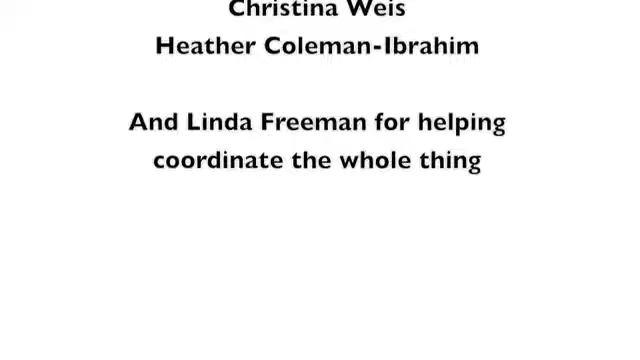 Christina Weis
Heather Coleman-Ibrahim
And Linda Freeman for helping
coordinate the whole thing